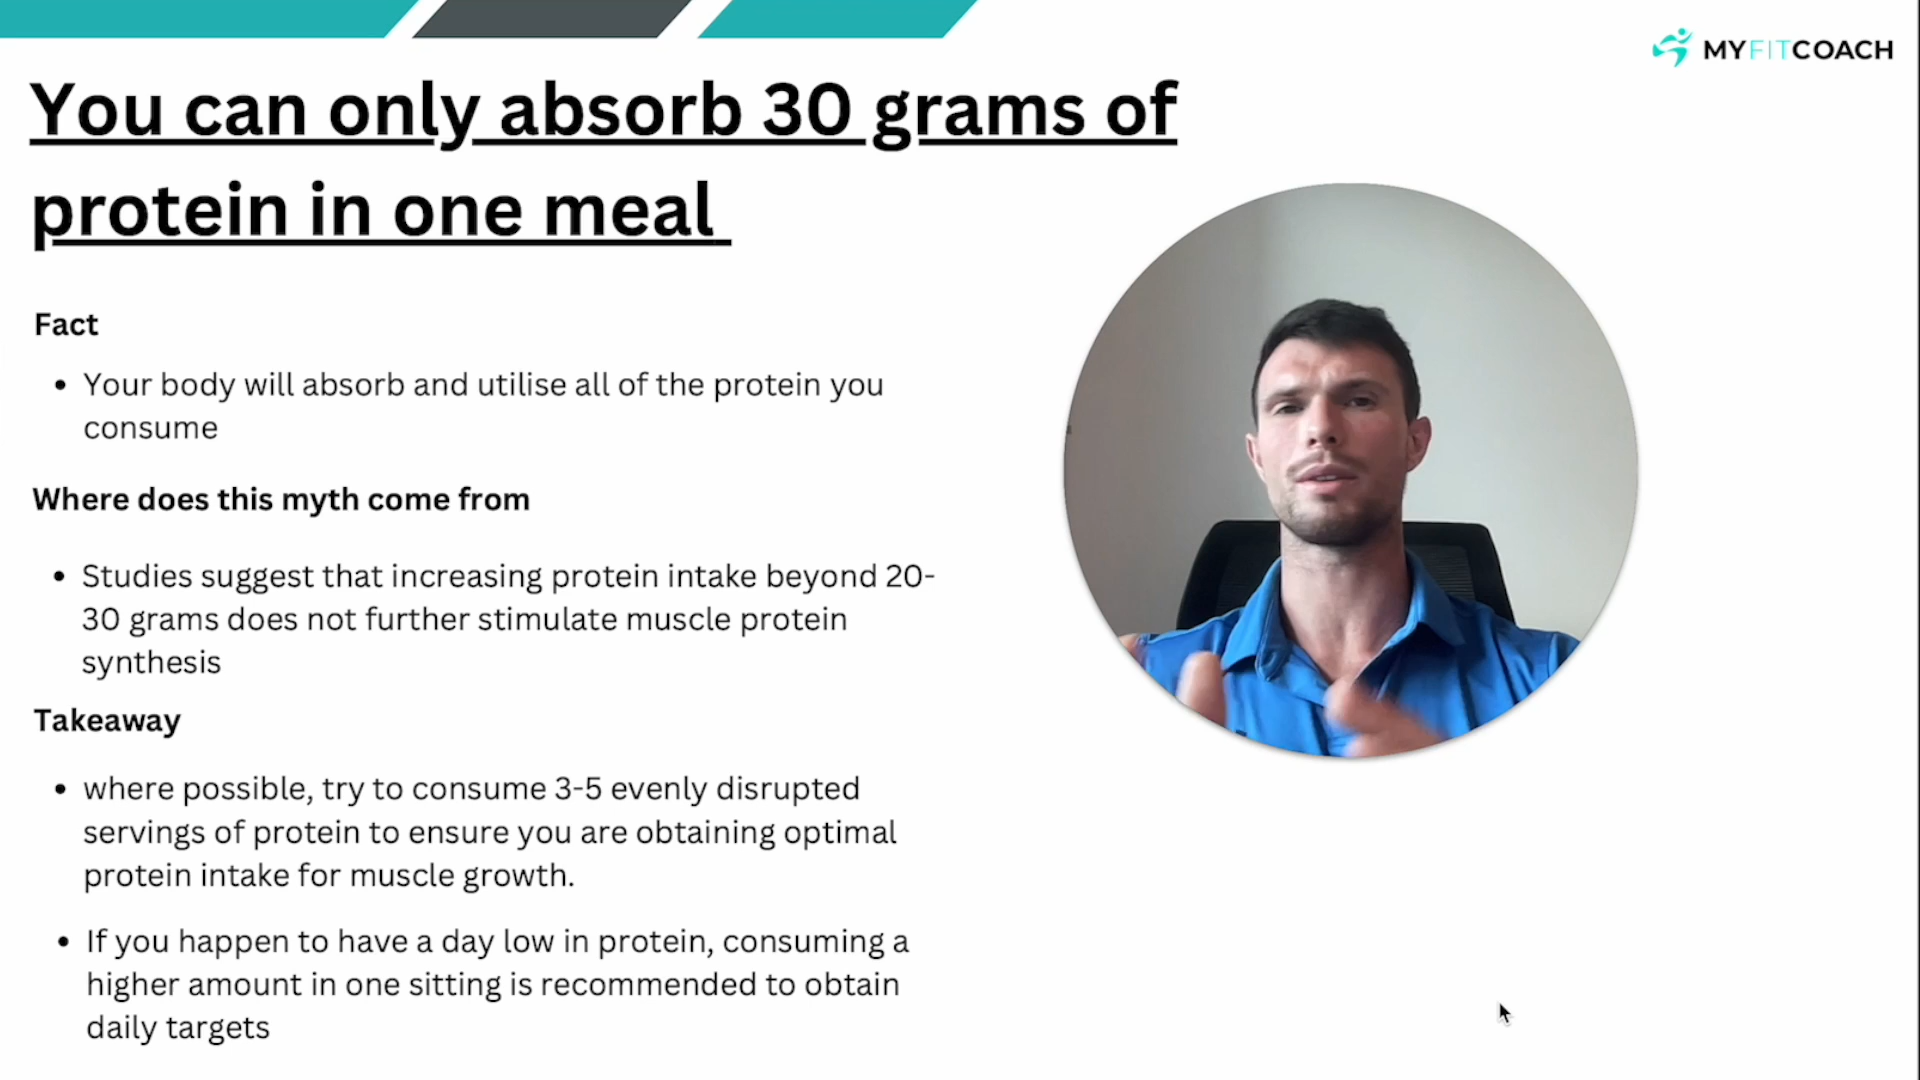 MYFITCOACH
You can only absorb 30 grams of
protein in one meal
Fact
• Your body will absorb and utilise all of the protein you
consume
Where does this myth come from
• Studies suggest that increasing protein intake beyond 20-
30 grams does not further stimulate muscle protein
synthesis
Takeaway
• where possible, try to consume 3-5 evenly disrupted
servings of protein to ensure you are obtaining optimal
protein intake for muscle growth.
• If you happen to have a day low in protein, consuming a
higher amount in one sitting is recommended to obtain
daily targets